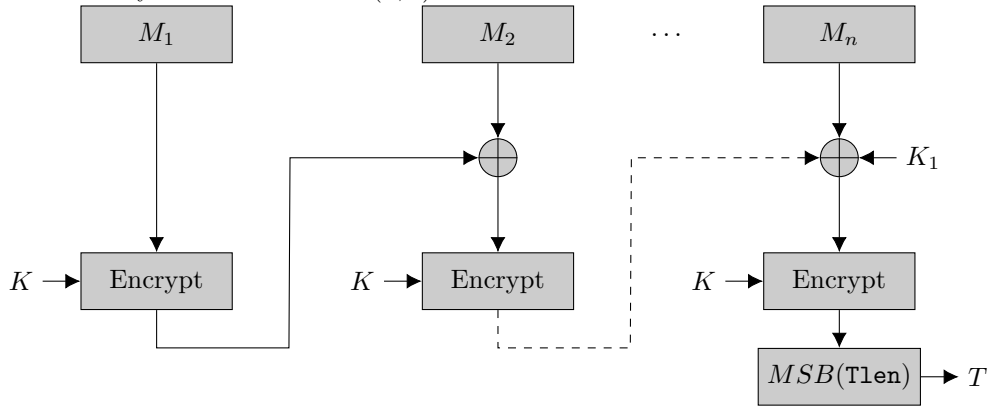 M₁ M₂ ... Mₙ
K₁
K Encrypt K Encrypt K Encrypt
MSB(Tlen) T